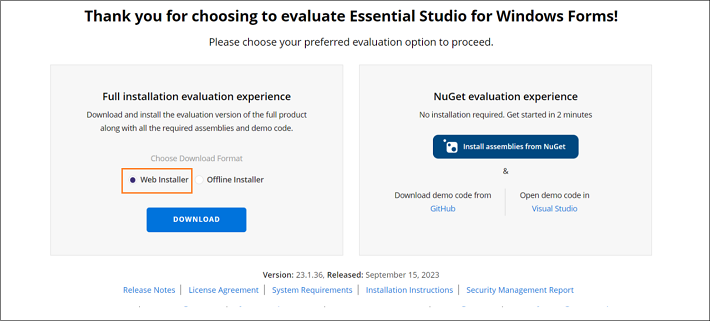 Thank you for choosing to evaluate Essential Studio for Windows Forms!
Please choose your preferred evaluation option to proceed.
Full installation evaluation experience
Download and install the evaluation version of the full product
along with all the required assemblies and demo code.
Choose Download Format
Web Installer
Offline Installer
DOWNLOAD
NuGet evaluation experience
No installation required. Get started in 2 minutes
Install assemblies from NuGet
&
Download demo code from
GitHub
Open demo code in
Visual Studio
Version: 23.1.36, Released: September 15, 2023
Release Notes | License Agreement | System Requirements | Installation Instructions | Security Management Report